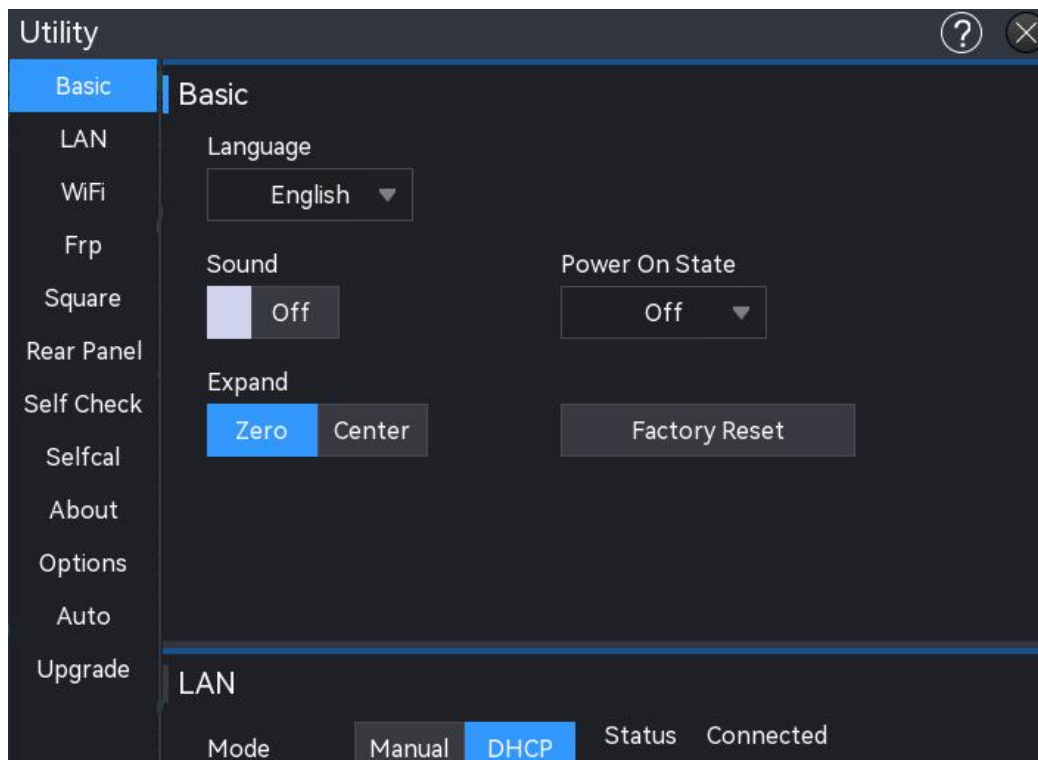 Utility
?
Basic
LAN
WiFi
Frp
Square
Rear Panel
Self Check
Selfcal
About
Options
Auto
Upgrade
Basic
Language
English
Sound
Power On State
Off
Off
Expand
Zero Center
Factory Reset
LAN
Mode
Manual DHCP
Status Connected